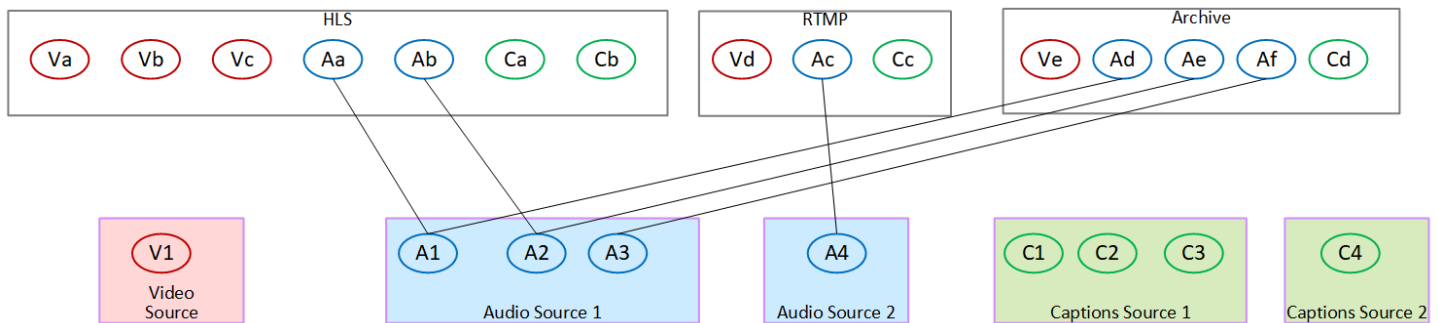 HLS
Va Vb Vc Aa Ab Ca Cb
RTMP
Vd Ac Cc
Archive
Ve Ad Ae Af Cd
V1
Video
Source
A1 A2 A3
Audio Source 1
A4
Audio Source 2
C1 C2 C3
Captions Source 1
C4
Captions Source 2